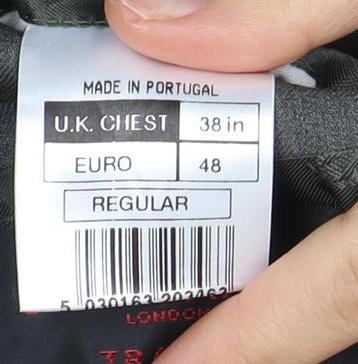 MADE IN PORTUGAL
U.K. CHEST 38 in
EURO 48
REGULAR
5 030163 203462
LONDON